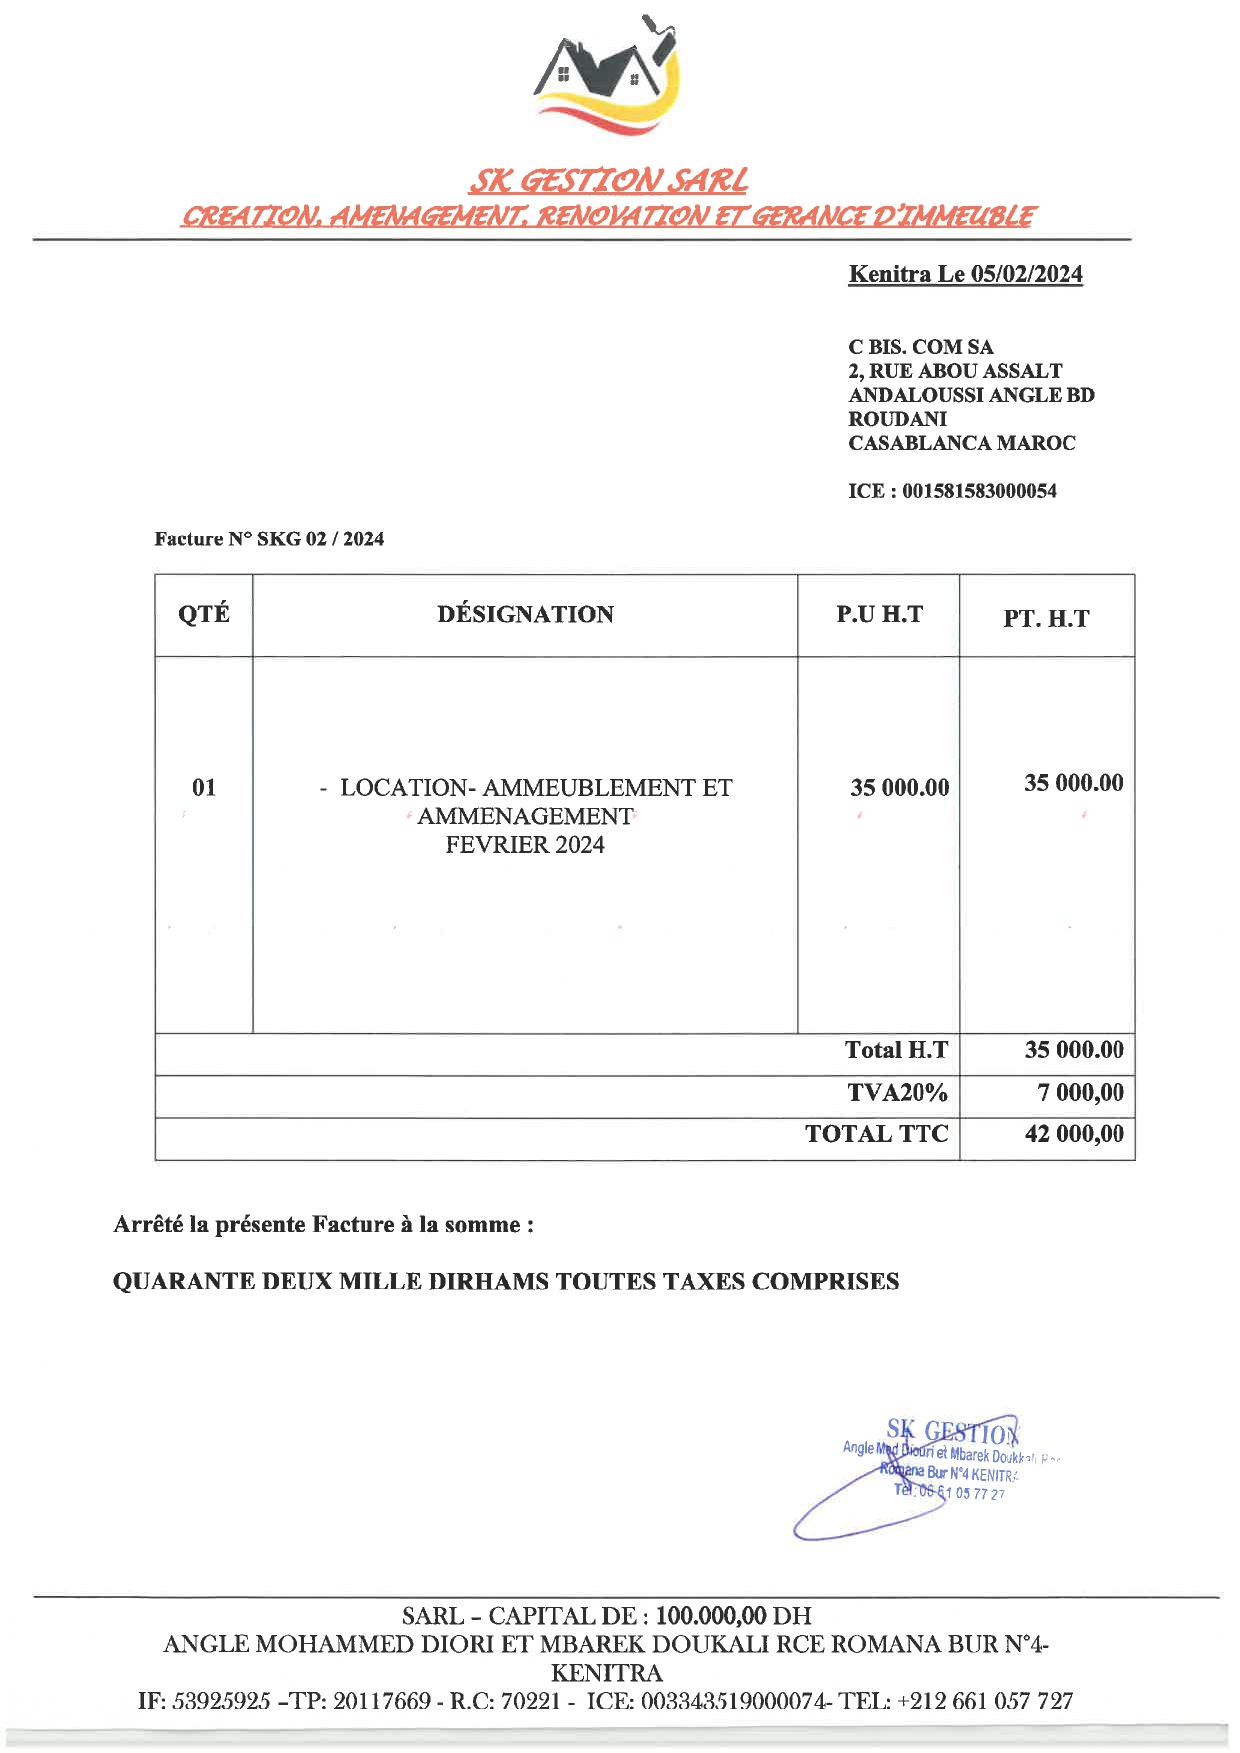 SK GESTION SARL
CREATION, AMENAGEMENT, RENOVATION ET GERANCE D'IMMEUBLE
Kenitra Le 05/02/2024
C BIS. COM SA
2, RUE ABOU ASSALT
ANDALOUSSI ANGLE BD
ROUDANI
CASABLANCA MAROC
ICE : 001581583000054
Facture N° SKG 02 / 2024
QTÉ DÉSIGNATION P.U H.T PT. H.T
01 - LOCATION- AMMEUBLEMENT ET 35 000.00 35 000.00
AMMENAGEMENT
FEVRIER 2024
Total H.T 35 000.00
TVA20% 7 000,00
TOTAL TTC 42 000,00
Arrêté la présente Facture à la somme :
QUARANTE DEUX MILLE DIRHAMS TOUTES TAXES COMPRISES
SK GESTION
Angle Med Diouri et Mbarek
Romana Bur N°4 KENITRA
Tél: 06 61 05 77 27
SARL – CAPITAL DE : 100.000,00 DH
ANGLE MOHAMMED DIORI ET MBAREK DOUKALI RCE ROMANA BUR N°4-
KENITRA
IF: 53925925 –TP: 20117669 - R.C: 70221 - ICE: 003343519000074- TEL: +212 661 057 727